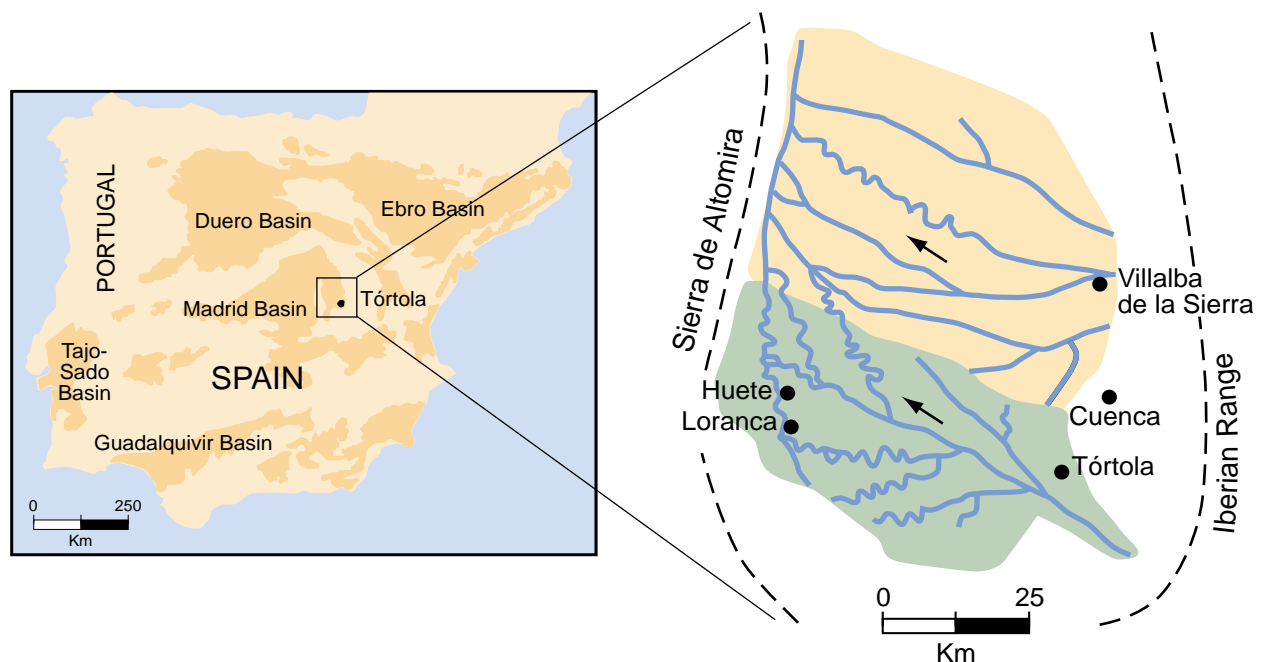 PORTUGAL
Duero Basin
Ebro Basin
Madrid Basin
Tórtola
Tajo-
Sado
Basin
SPAIN
Guadalquivir Basin
0 250
Km
Sierra de Altomira
Villalba
de la Sierra
Huete
Loranca
Cuenca
Tórtola
Iberian Range
0 25
Km